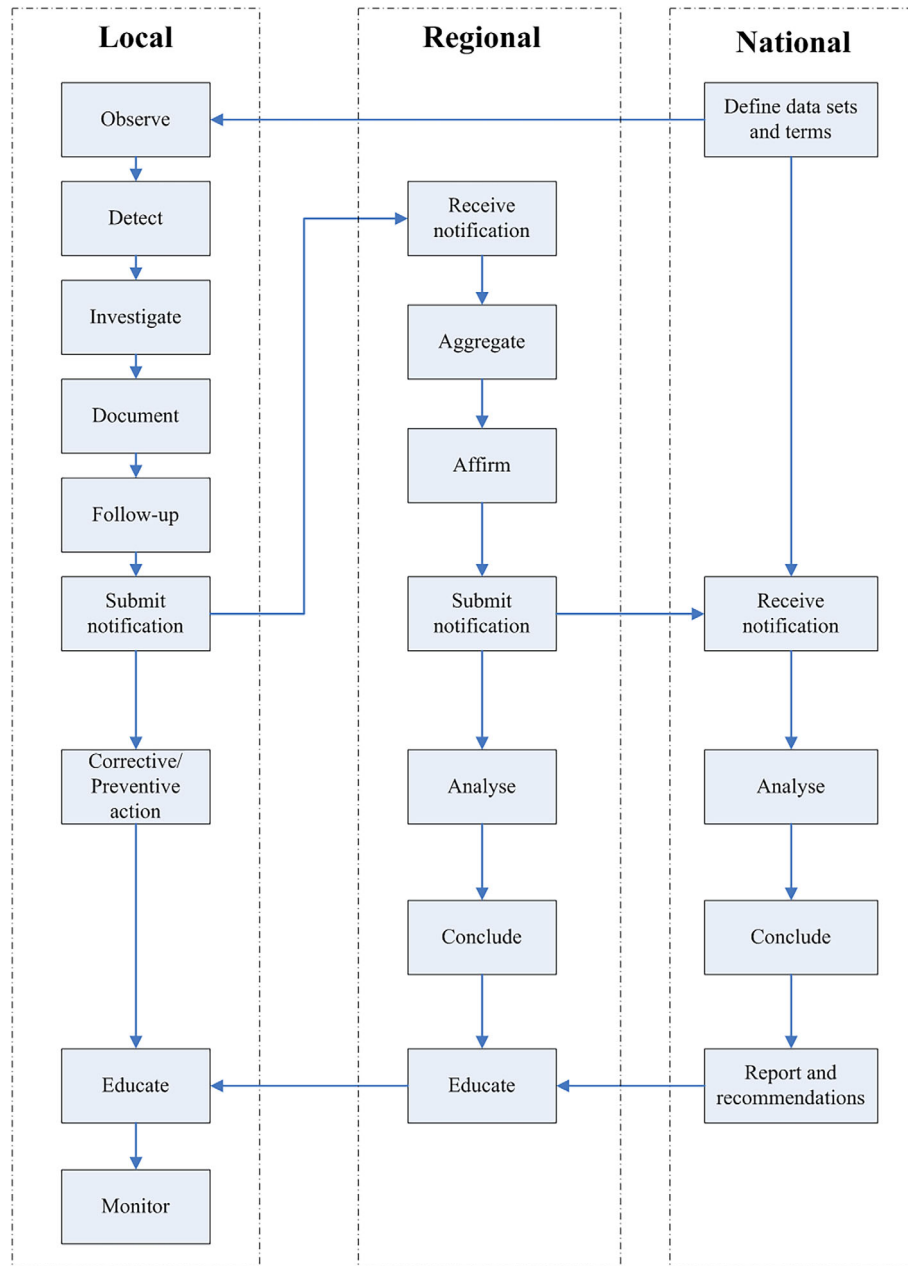 Local
Observe
Detect
Investigate
Document
Follow-up
Submit
notification
Corrective/
Preventive
action
Educate
Monitor
Regional
Receive
notification
Aggregate
Affirm
Submit
notification
Analyse
Conclude
Educate
National
Define data sets
and terms
Receive
notification
Analyse
Conclude
Report and
recommendations